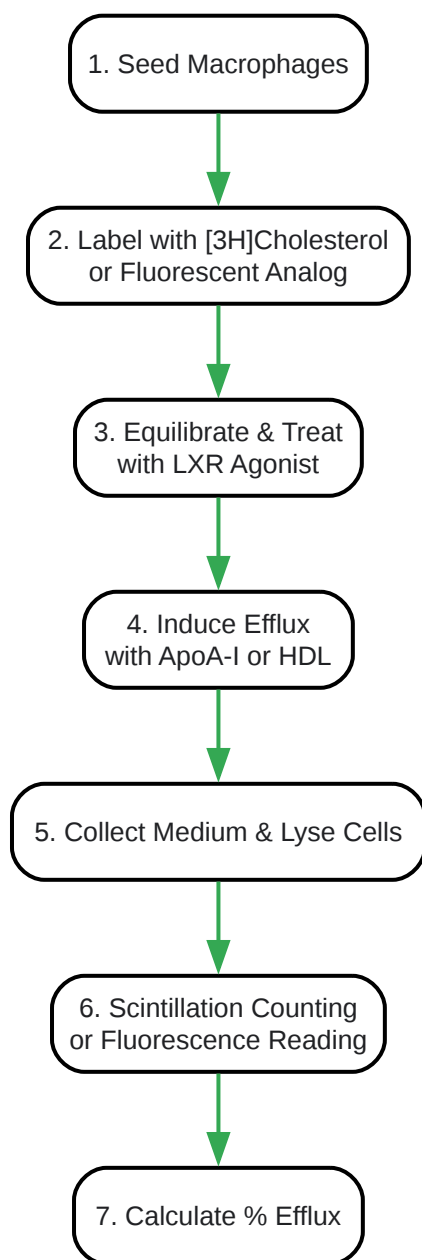 1. Seed Macrophages
2. Label with [3H]Cholesterol
or Fluorescent Analog
3. Equilibrate & Treat
with LXR Agonist
4. Induce Efflux
with ApoA-I or HDL
5. Collect Medium & Lyse Cells
6. Scintillation Counting
or Fluorescence Reading
7. Calculate % Efflux